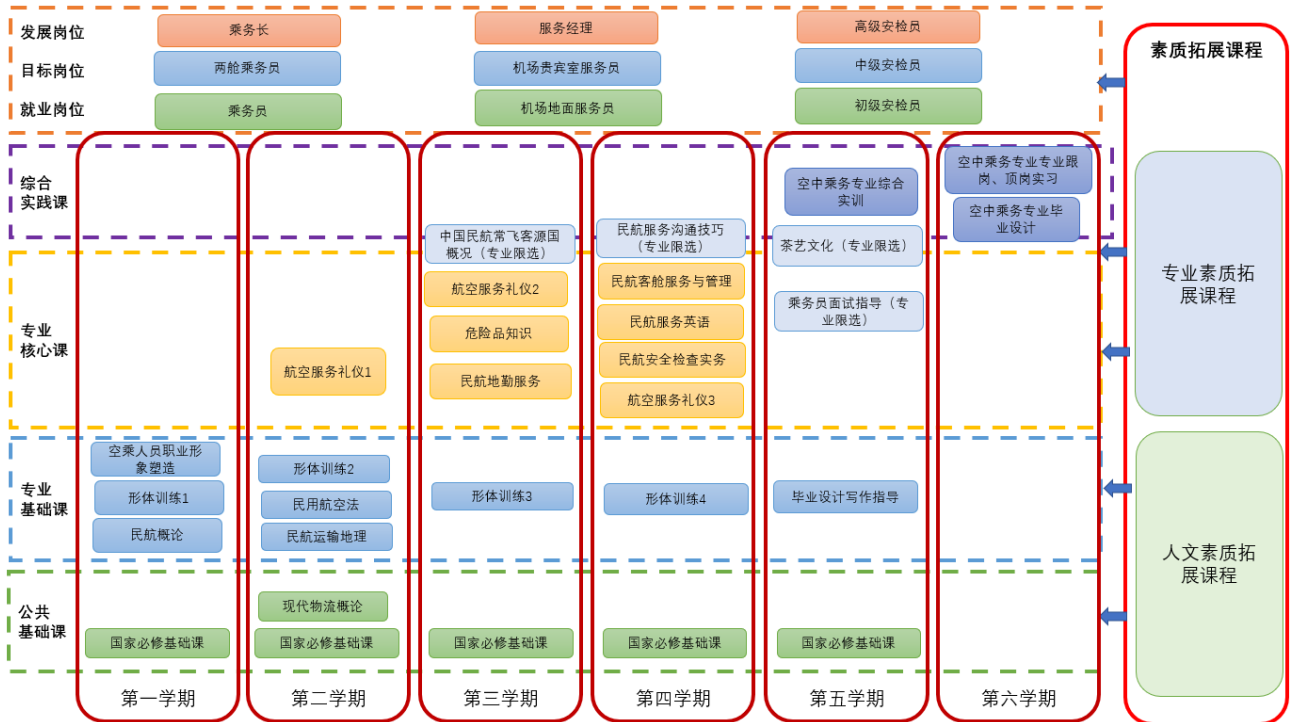 发展岗位
乘务长
服务经理
高级安检员
目标岗位
两舱乘务员
机场贵宾室服务员
中级安检员
就业岗位
乘务员
机场地面服务员
初级安检员
素质拓展课程
专业素质拓
展课程
人文素质拓
展课程
综合
实践课
空中乘务专业综合
实训
空中乘务专业专业跟
岗、顶岗实习
空中乘务专业毕
业设计
中国民航常飞客源国
概况（专业限选）
民航服务沟通技巧
（专业限选）
茶艺文化（专业限选）
专业
核心课
航空服务礼仪1
航空服务礼仪2
危险品知识
民航地勤服务
民航客舱服务与管理
民航服务英语
民航安全检查实务
航空服务礼仪3
乘务员面试指导（专
业限选）
专业
基础课
空乘人员职业形
象塑造
形体训练1
民航概论
形体训练2
民用航空法
民航运输地理
形体训练3
形体训练4
毕业设计写作指导
公共
基础课
现代物流概论
国家必修基础课
国家必修基础课
国家必修基础课
国家必修基础课
国家必修基础课
第一学期
第二学期
第三学期
第四学期
第五学期
第六学期